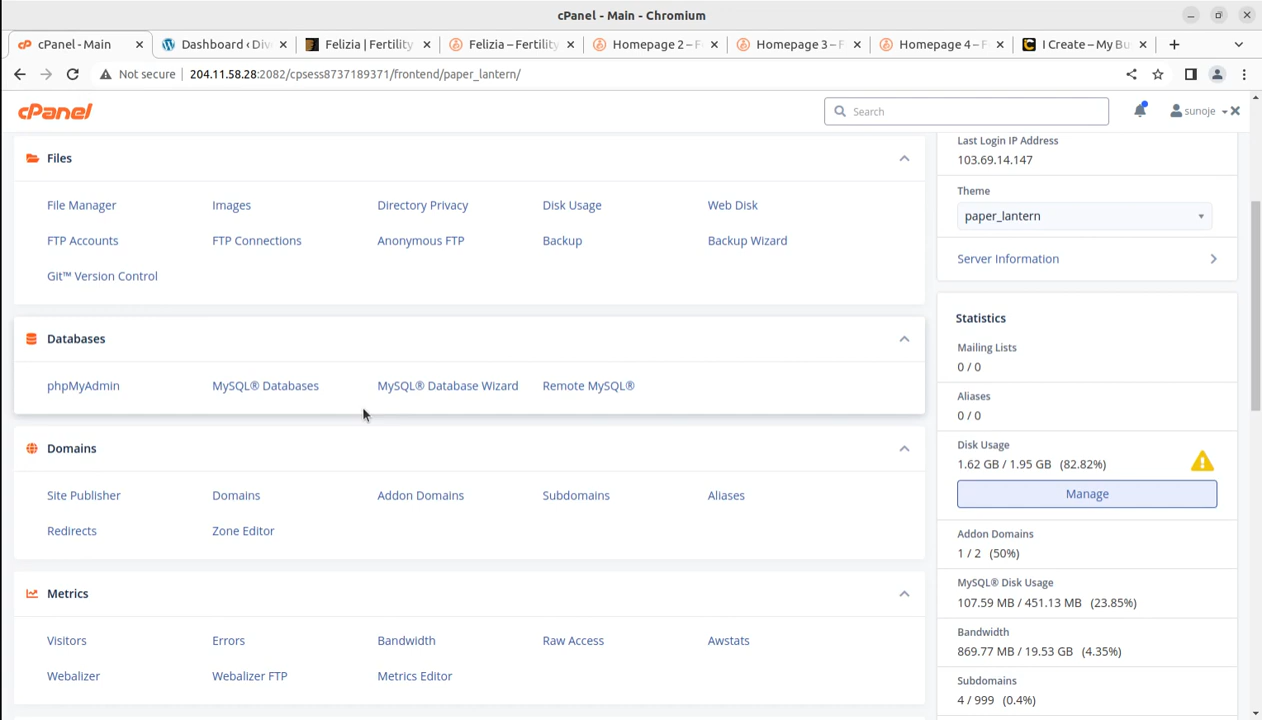 cPanel - Main - Chromium
cPanel - Main
Dashboard ‹ Div
Felizia | Fertility
Felizia – Fertility
Homepage 2 – F
Homepage 3 – F
Homepage 4 – F
I Create – My Bu
Not secure
204.11.58.28:2082/cpsess8737189371/frontend/paper_lantern/
cPanel
Search
sunoje
Files
File Manager
Images
Directory Privacy
Disk Usage
Web Disk
FTP Accounts
FTP Connections
Anonymous FTP
Backup
Backup Wizard
Git™ Version Control
Databases
phpMyAdmin
MySQL® Databases
MySQL® Database Wizard
Remote MySQL®
Domains
Site Publisher
Domains
Addon Domains
Subdomains
Aliases
Redirects
Zone Editor
Metrics
Visitors
Errors
Bandwidth
Raw Access
Awstats
Webalizer
Webalizer FTP
Metrics Editor
Last Login IP Address
103.69.14.147
Theme
paper_lantern
Server Information
Statistics
Mailing Lists
0 / 0
Aliases
0 / 0
Disk Usage
1.62 GB / 1.95 GB (82.82%)
Manage
Addon Domains
1 / 2 (50%)
MySQL® Disk Usage
107.59 MB / 451.13 MB (23.85%)
Bandwidth
869.77 MB / 19.53 GB (4.35%)
Subdomains
4 / 999 (0.4%)